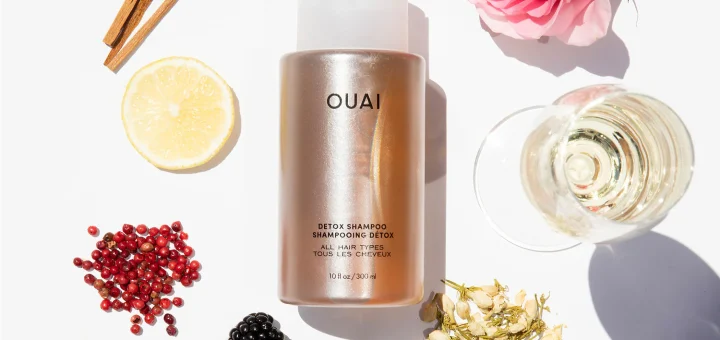 OUAI
DETOX SHAMPOO
SHAMPOOING DÉTOX
ALL HAIR TYPES
TOUS LES CHEVEUX
10 fl oz / 300 ml